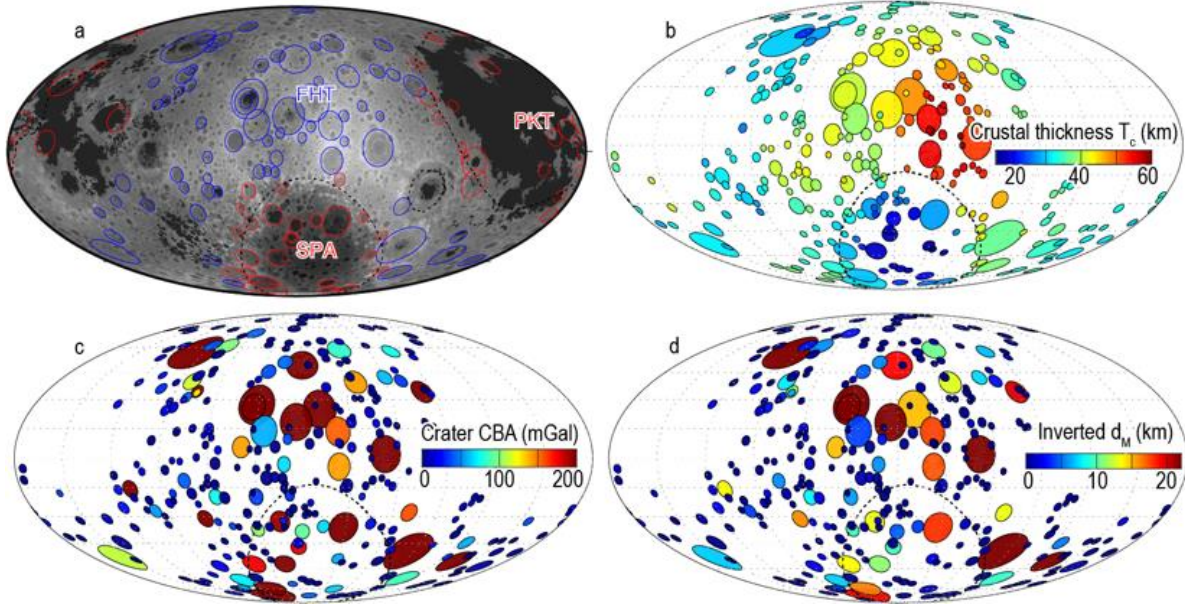 a
FHT
PKT
SPA
b
Crustal thickness T_c (km)
20 40 60
c
Crater CBA (mGal)
0 100 200
d
Inverted d_M (km)
0 10 20